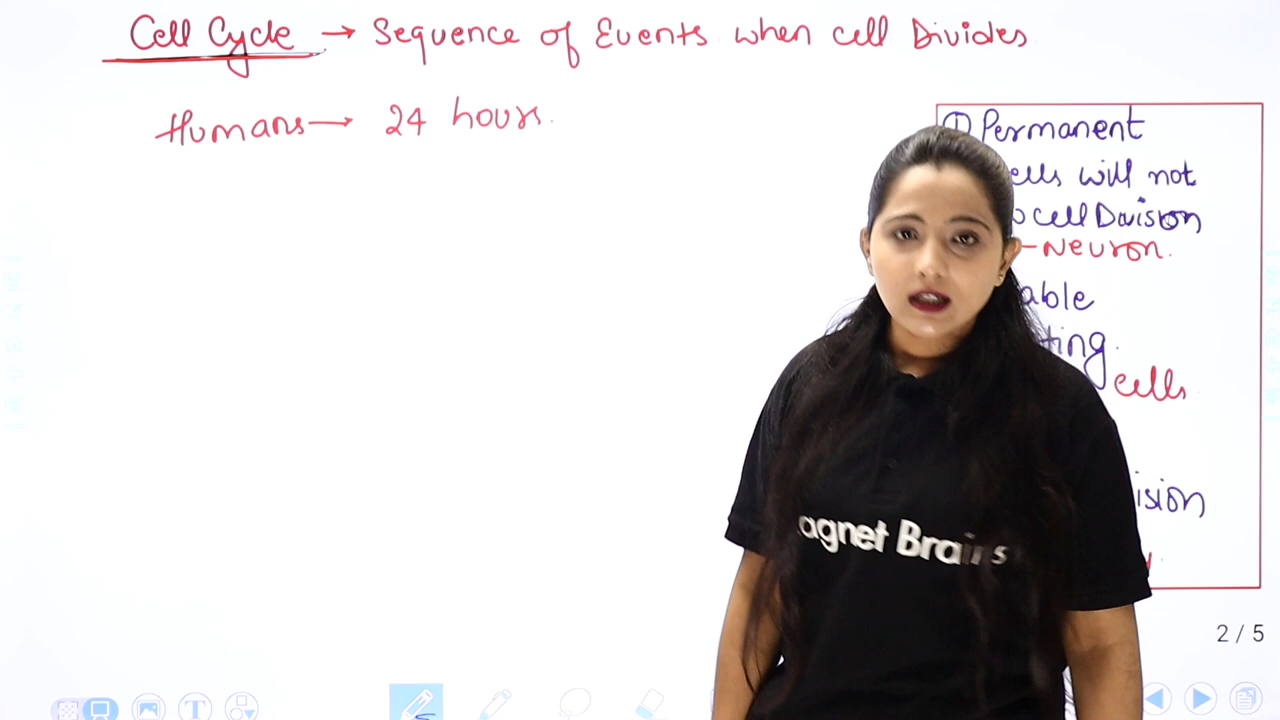 Cell Cycle → Sequence of Events when cell Divides
Humans → 24 hours.
① Permanent
cells will not
cell Division
- Neuron.
able
ting
cells
ision
agnet Brains
2 / 5